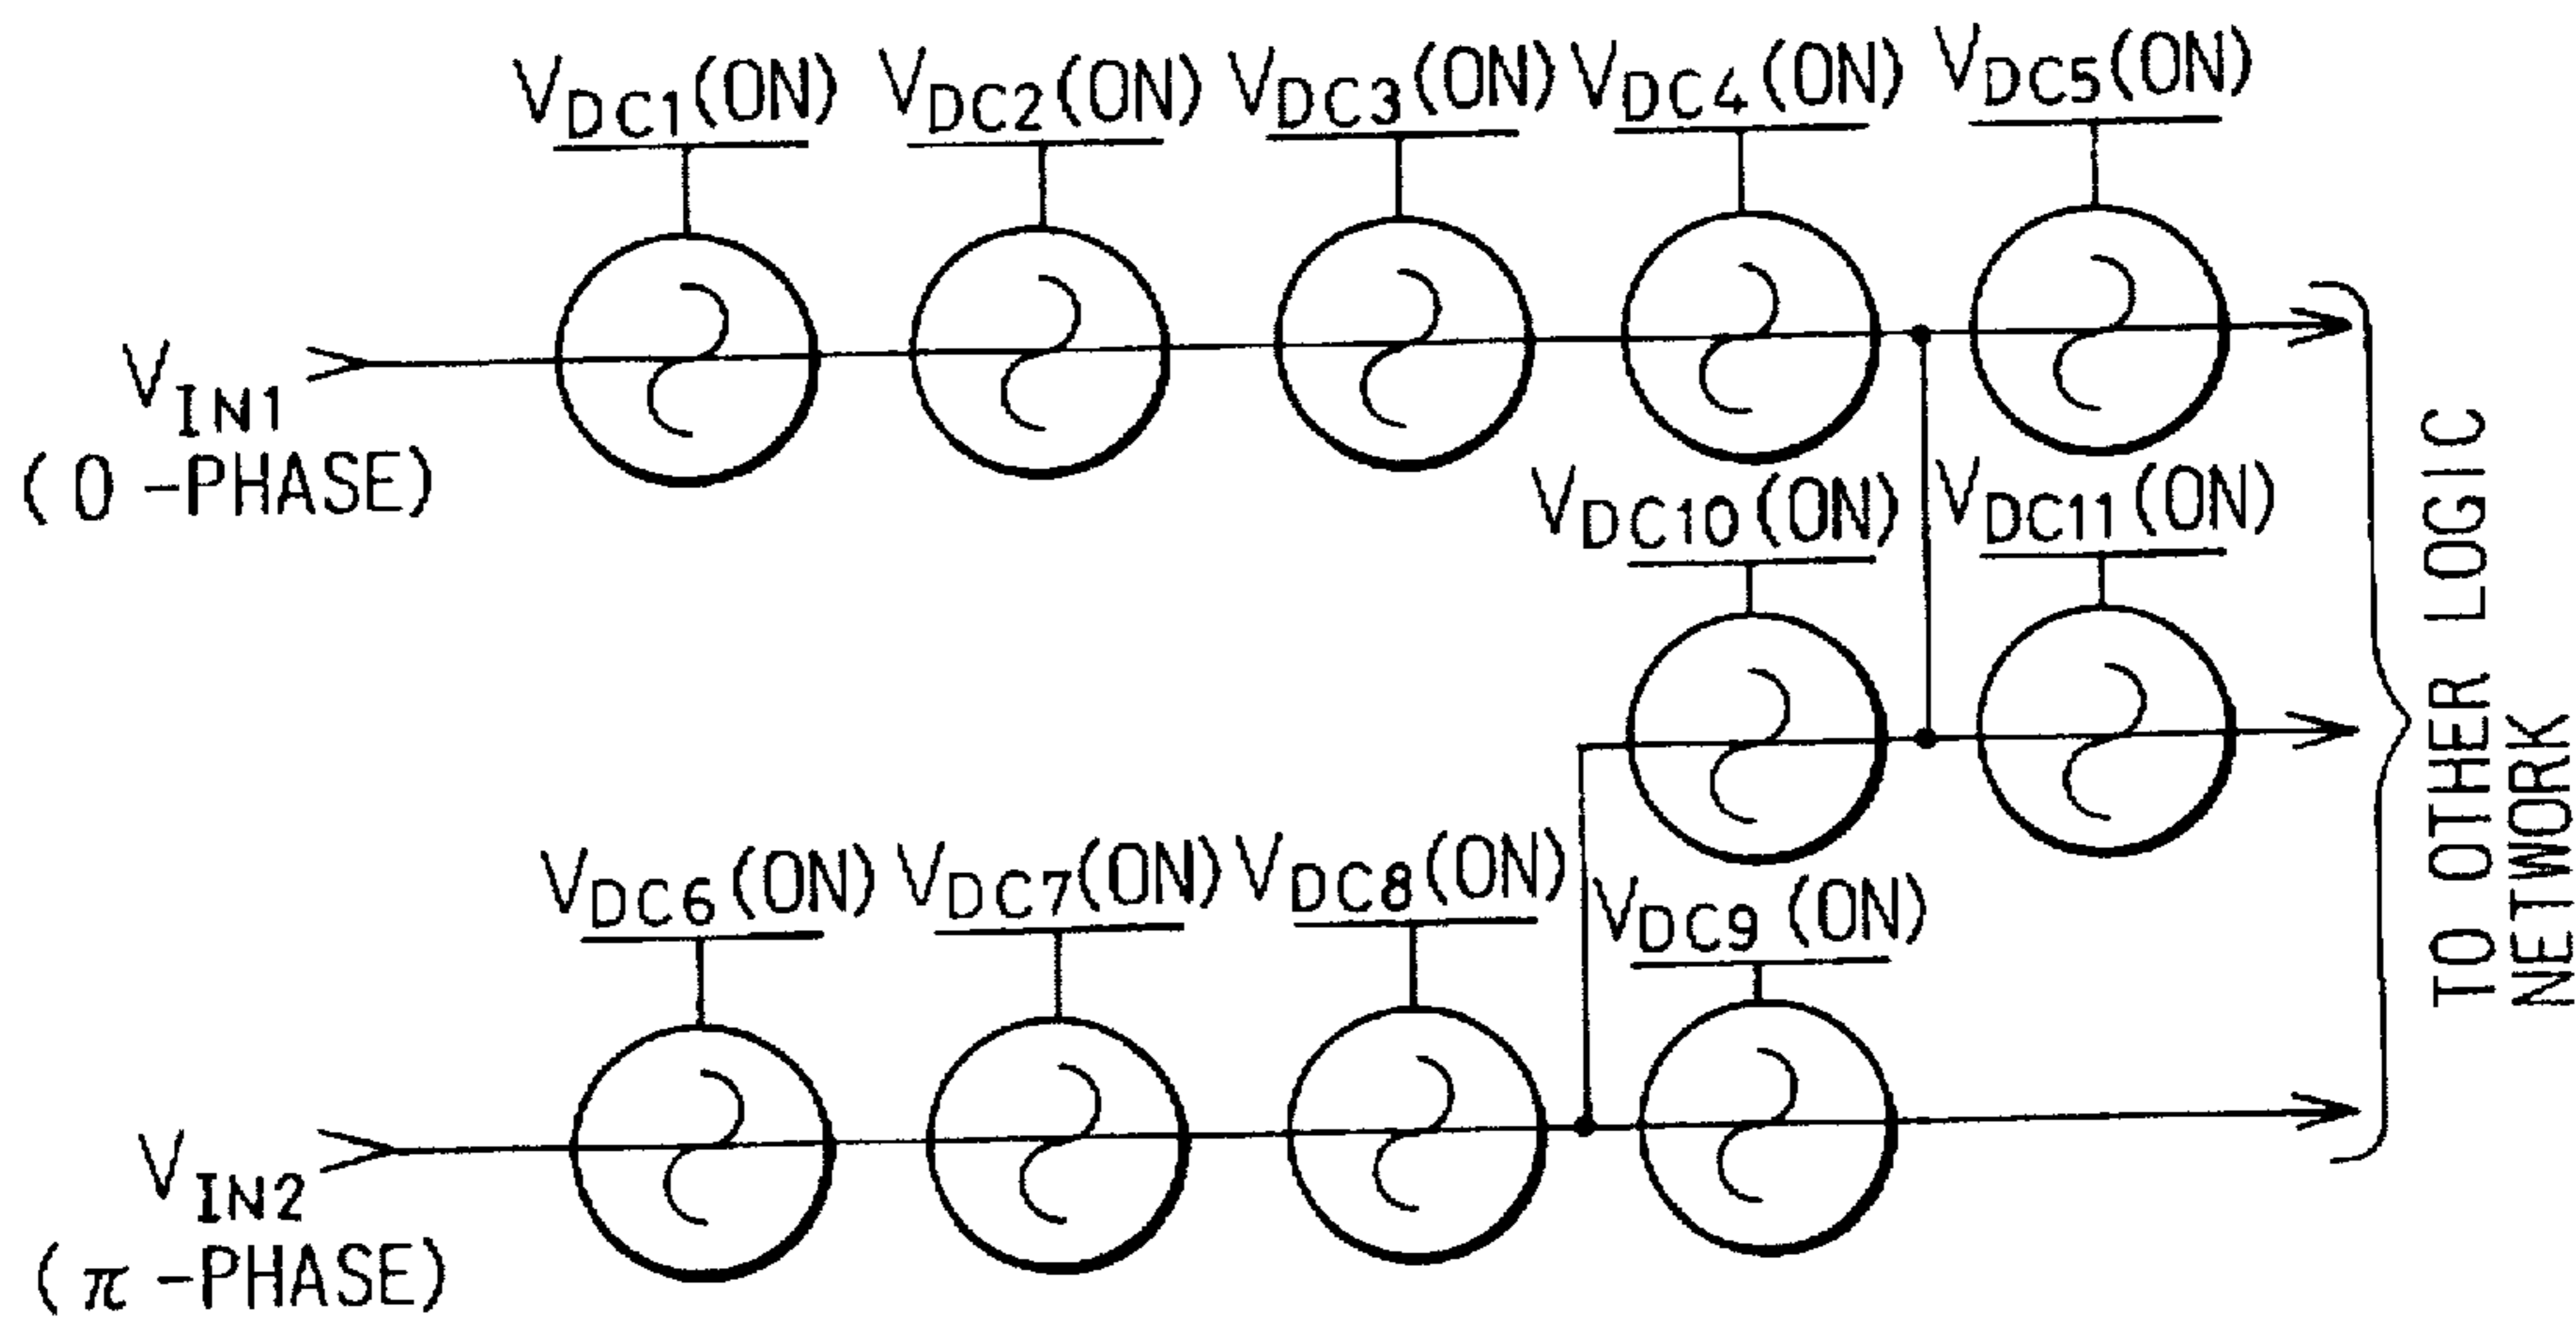 VDC1(ON) VDC2(ON) VDC3(ON) VDC4(ON) VDC5(ON)
VIN1
(0-PHASE)
VDC10(ON) VDC11(ON)
VDC6(ON) VDC7(ON) VDC8(ON) VDC9(ON)
VIN2
(π-PHASE)
TO OTHER LOGIC
NETWORK